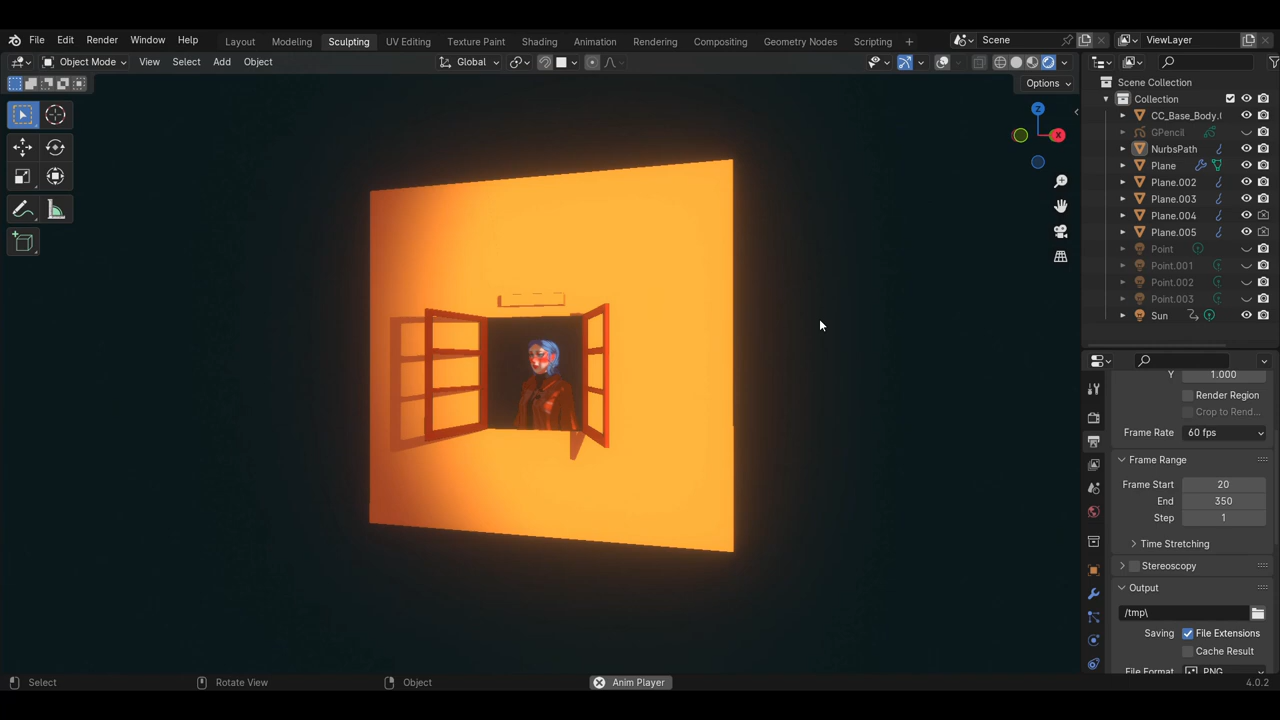 File Edit Render Window Help Layout Modeling Sculpting UV Editing Texture Paint Shading Animation Rendering Compositing Geometry Nodes Scripting + Scene ViewLayer
Object Mode View Select Add Object Global
Options
Z
X
Scene Collection
Collection
CC_Base_Body.(
GPencil
NurbsPath
Plane
Plane.002
Plane.003
Plane.004
Plane.005
Point
Point.001
Point.002
Point.003
Sun
Y 1.000
Render Region
Crop to Rend...
Frame Rate 60 fps
Frame Range
Frame Start 20
End 350
Step 1
Time Stretching
Stereoscopy
Output
/tmp\
Saving File Extensions
Cache Result
File Format PNG
Select Rotate View Object Anim Player 4.0.2